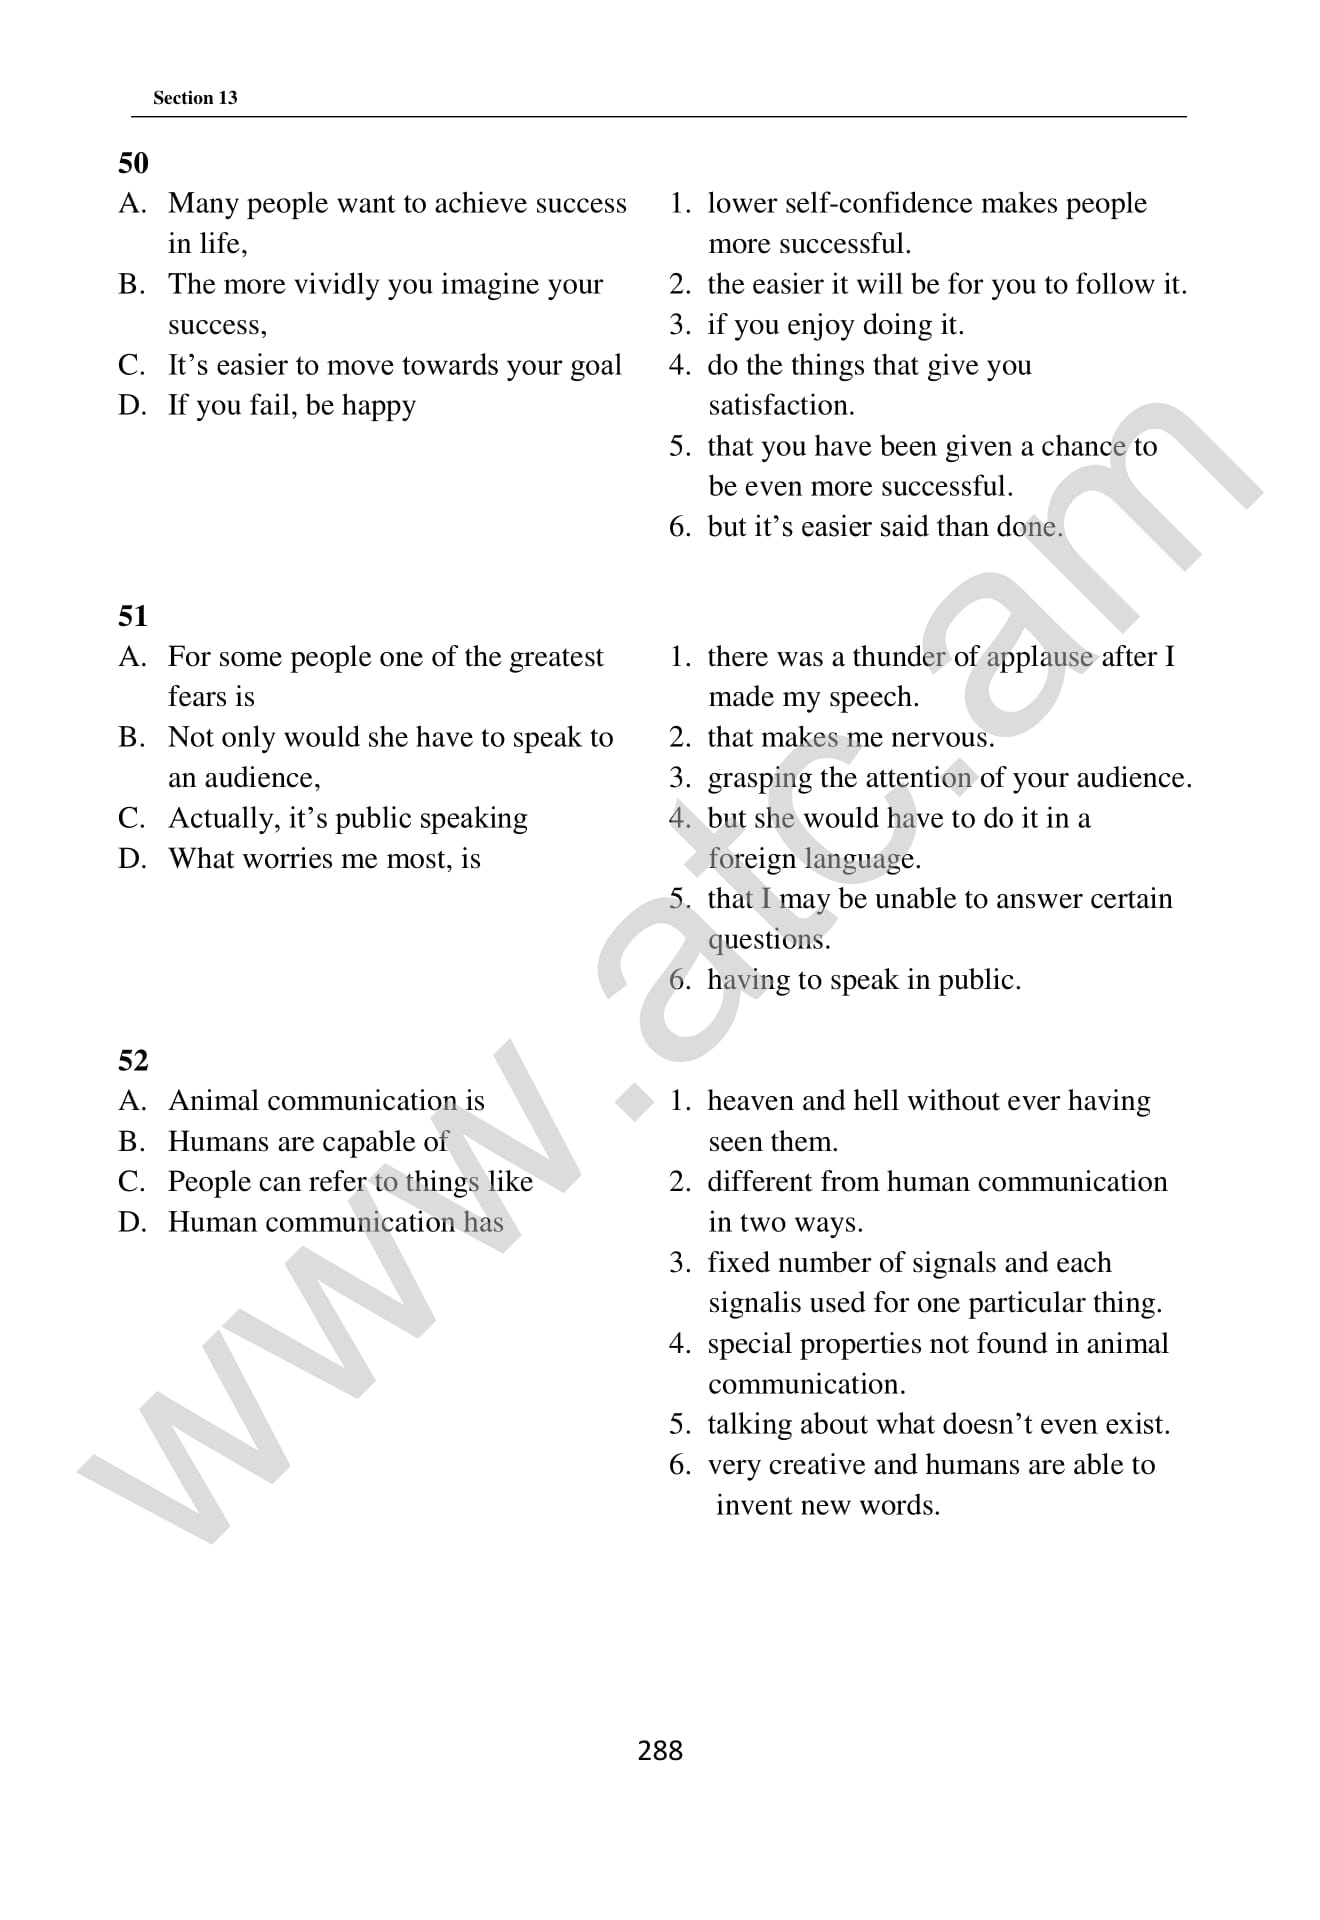 Section 13
50
A. Many people want to achieve success
in life,
B. The more vividly you imagine your
success,
C. It’s easier to move towards your goal
D. If you fail, be happy
1. lower self-confidence makes people
more successful.
2. the easier it will be for you to follow it.
3. if you enjoy doing it.
4. do the things that give you
satisfaction.
5. that you have been given a chance to
be even more successful.
6. but it’s easier said than done.
51
A. For some people one of the greatest
fears is
B. Not only would she have to speak to
an audience,
C. Actually, it’s public speaking
D. What worries me most, is
1. there was a thunder of applause after I
made my speech.
2. that makes me nervous.
3. grasping the attention of your audience.
4. but she would have to do it in a
foreign language.
5. that I may be unable to answer certain
questions.
6. having to speak in public.
52
A. Animal communication is
B. Humans are capable of
C. People can refer to things like
D. Human communication has
1. heaven and hell without ever having
seen them.
2. different from human communication
in two ways.
3. fixed number of signals and each
signalis used for one particular thing.
4. special properties not found in animal
communication.
5. talking about what doesn’t even exist.
6. very creative and humans are able to
invent new words.
288
www.atc.am